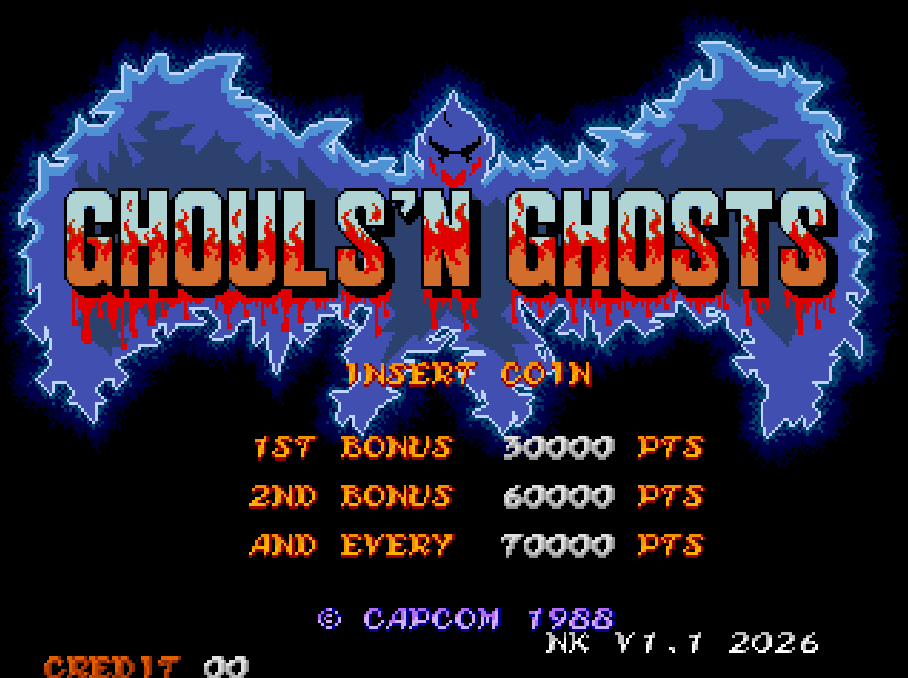 GHOULS'N GHOSTS
INSERT COIN
1ST BONUS 30000 PTS
2ND BONUS 60000 PTS
AND EVERY 70000 PTS
© CAPCOM 1988
NK V1.1 2026
CREDIT 00